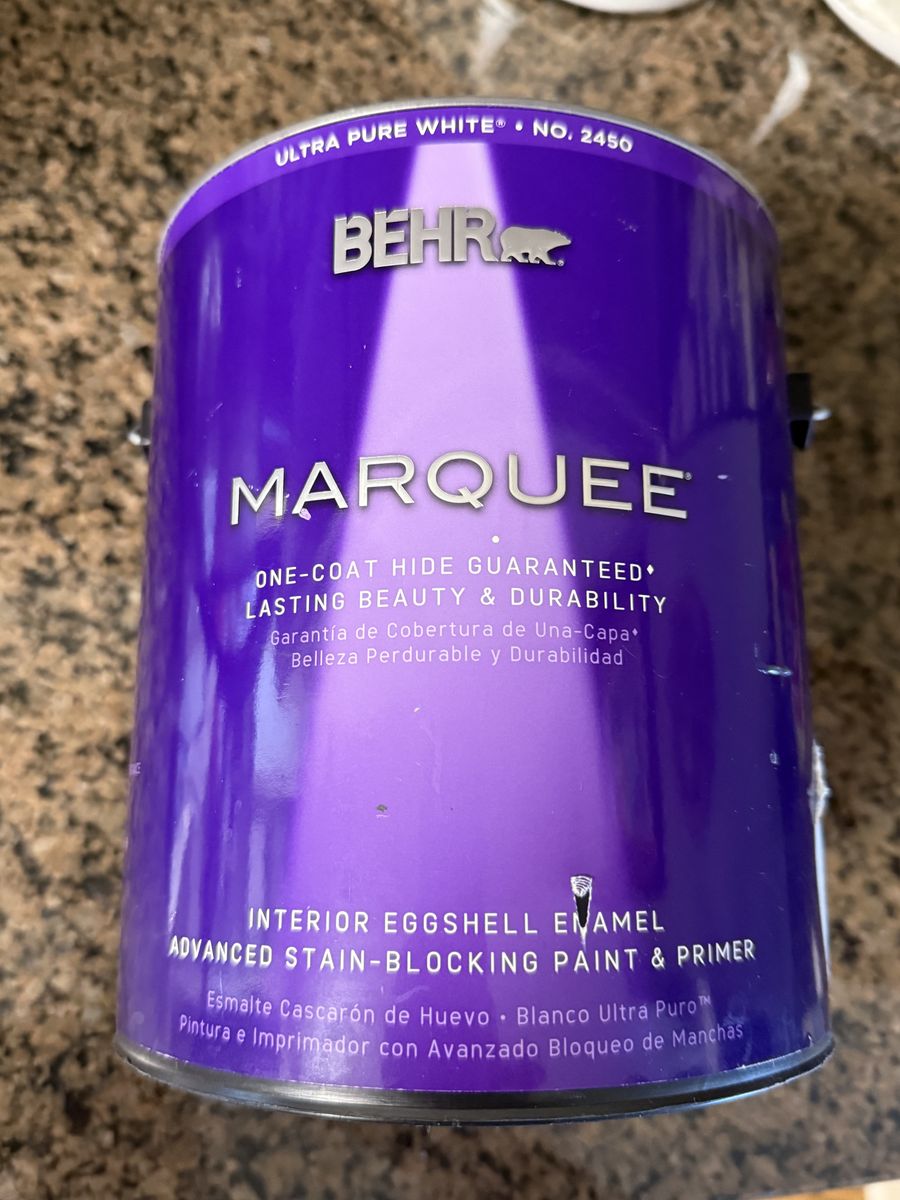 ULTRA PURE WHITE® • NO. 2450
BEHR®
MARQUEE®
ONE-COAT HIDE GUARANTEED♦
LASTING BEAUTY & DURABILITY
Garantía de Cobertura de Una-Capa♦
Belleza Perdurable y Durabilidad
INTERIOR EGGSHELL ENAMEL
ADVANCED STAIN-BLOCKING PAINT & PRIMER
Esmalte Cascarón de Huevo • Blanco Ultra Puro™
Pintura e Imprimador con Avanzado Bloqueo de Manchas